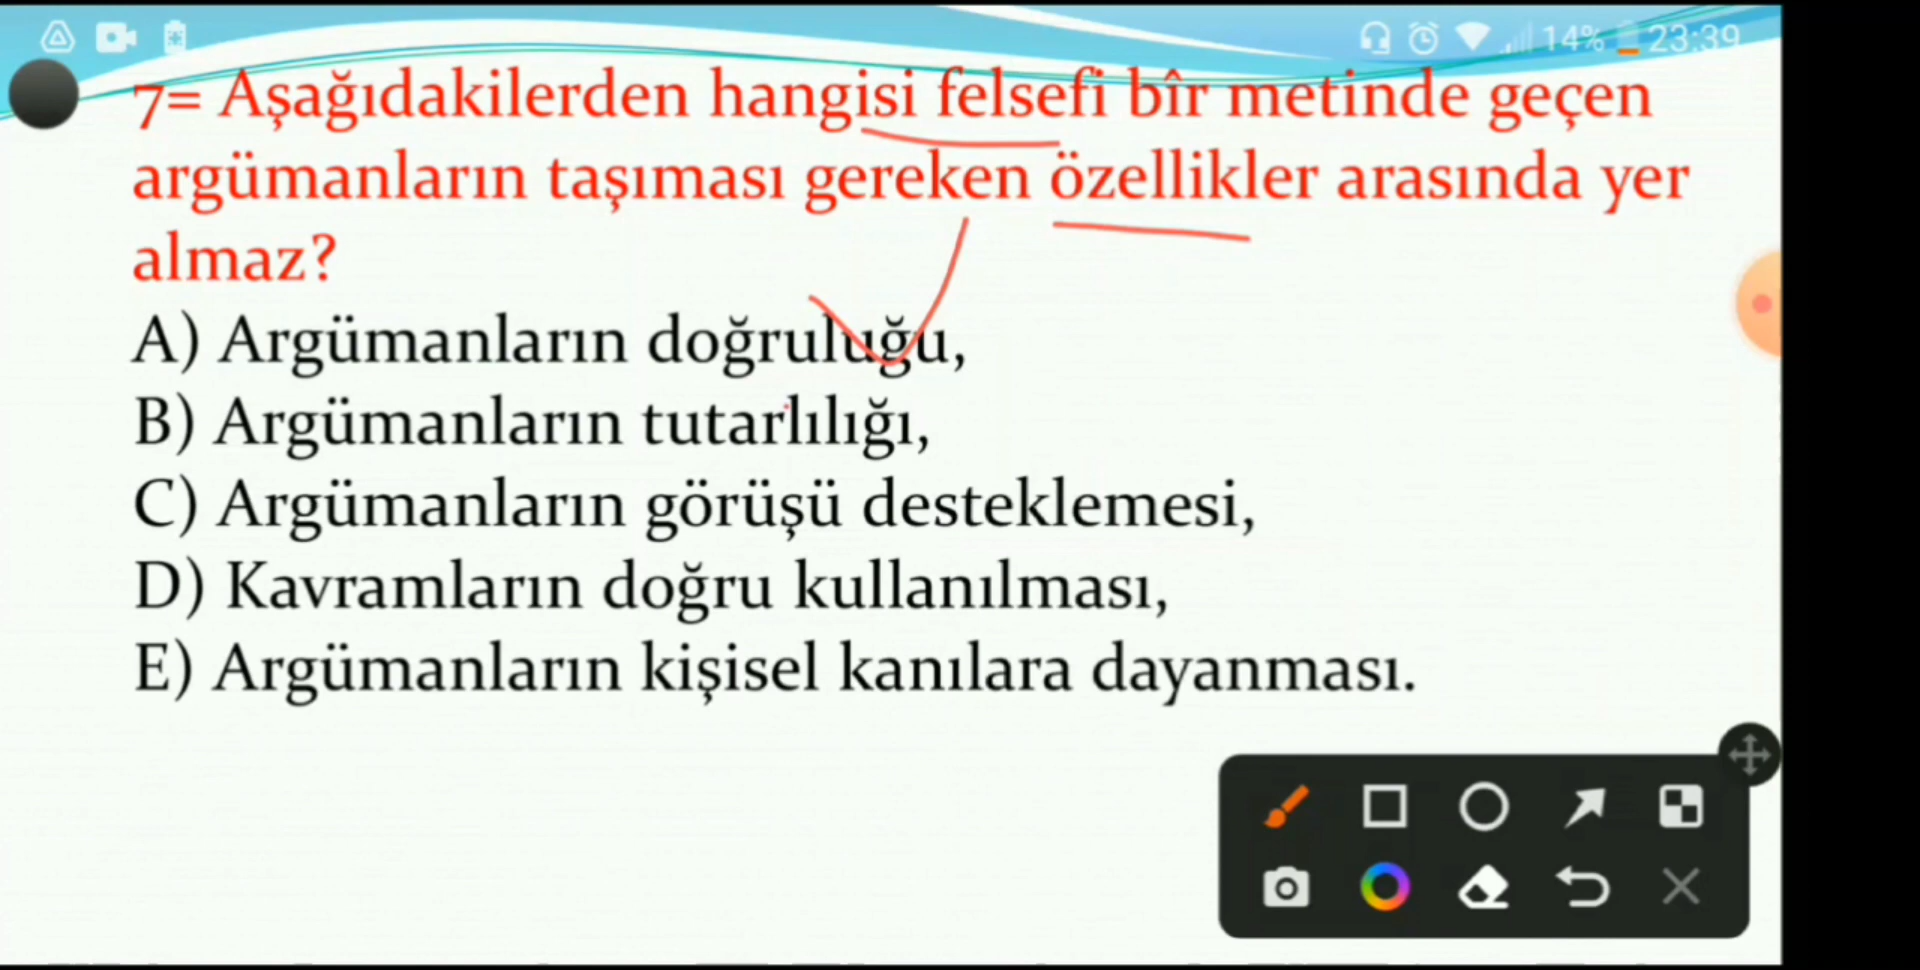 14% 23:39
7= Aşağıdakilerden hangisi felsefi bîr metinde geçen
argümanların taşıması gereken özellikler arasında yer
almaz?
A) Argümanların doğruluğu,
B) Argümanların tutarlılığı,
C) Argümanların görüşü desteklemesi,
D) Kavramların doğru kullanılması,
E) Argümanların kişisel kanılara dayanması.